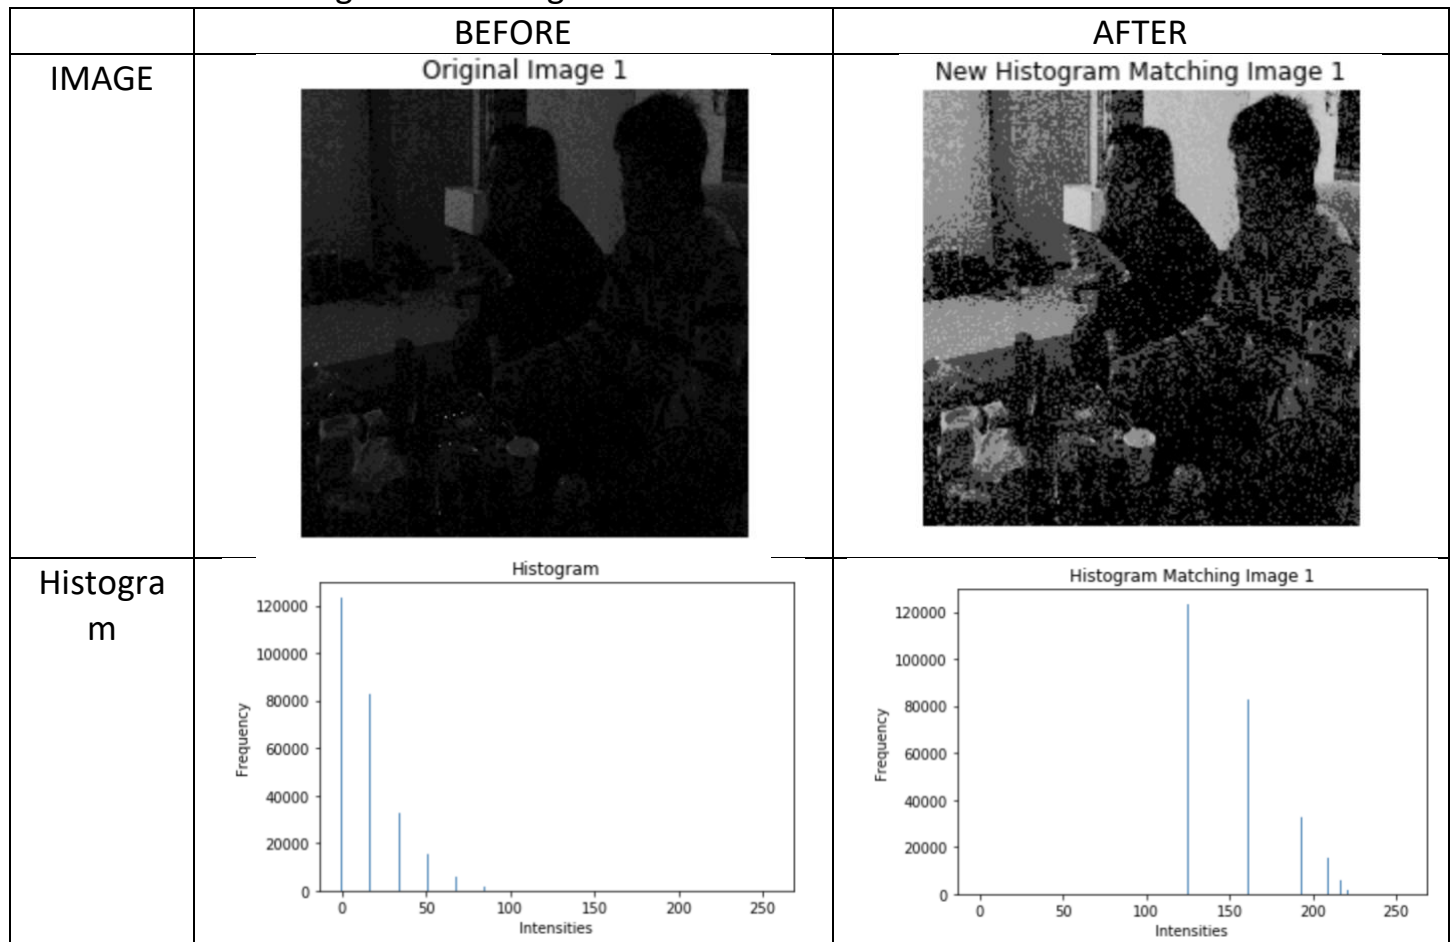 BEFORE
AFTER
IMAGE
Original Image 1
New Histogram Matching Image 1
Histogra
m
Histogram
120000
100000
80000
60000
40000
20000
0
Frequency
0 50 100 150 200 250
Intensities
Histogram Matching Image 1
120000
100000
80000
60000
40000
20000
0
Frequency
0 50 100 150 200 250
Intensities